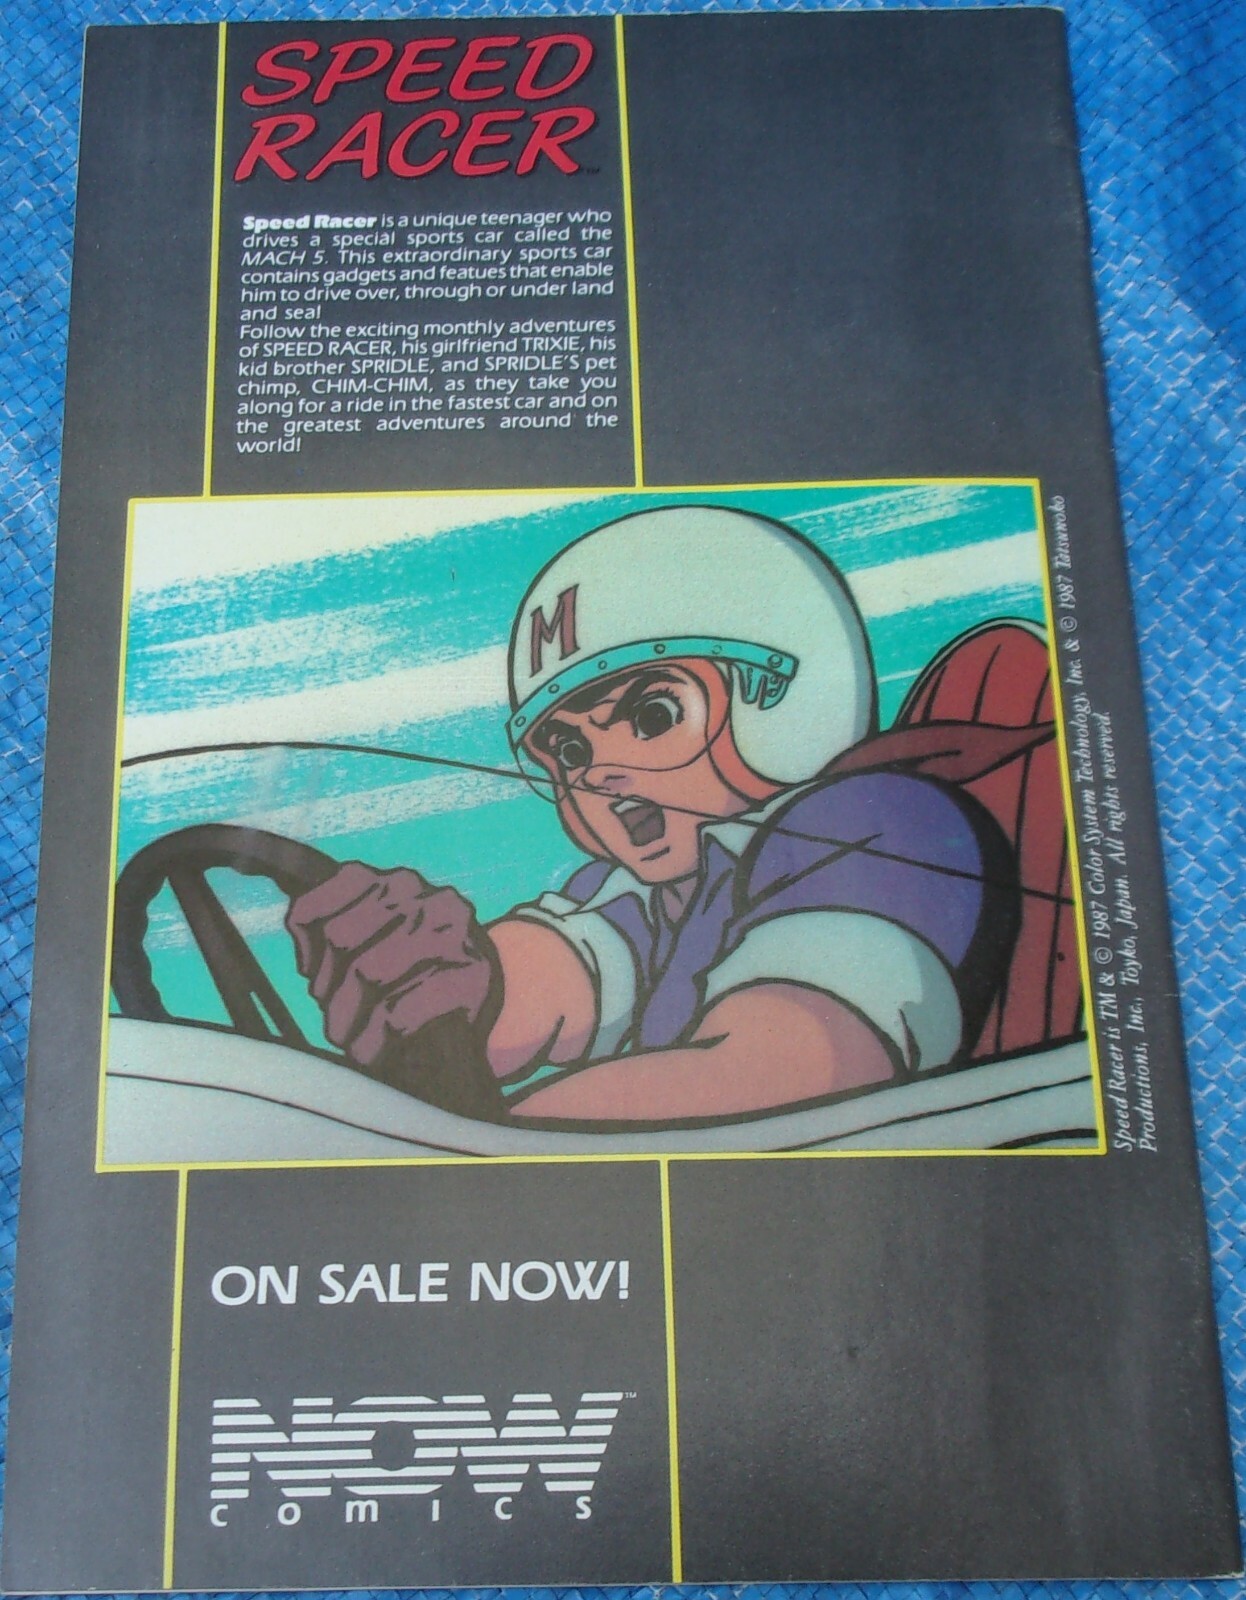 SPEED
RACER™
Speed Racer is a unique teenager who
drives a special sports car called the
MACH 5. This extraordinary sports car
contains gadgets and featues that enable
him to drive over, through or under land
and sea!
Follow the exciting monthly adventures
of SPEED RACER, his girlfriend TRIXIE, his
kid brother SPRIDLE, and SPRIDLE'S pet
chimp, CHIM-CHIM, as they take you
along for a ride in the fastest car and on
the greatest adventures around the
world!
M
Speed Racer is TM & © 1987 Color System Technology, Inc. & © 1987 Tatsunoko
Productions, Inc., Toyko, Japan. All rights reserved.
ON SALE NOW!
NOW™
COMICS